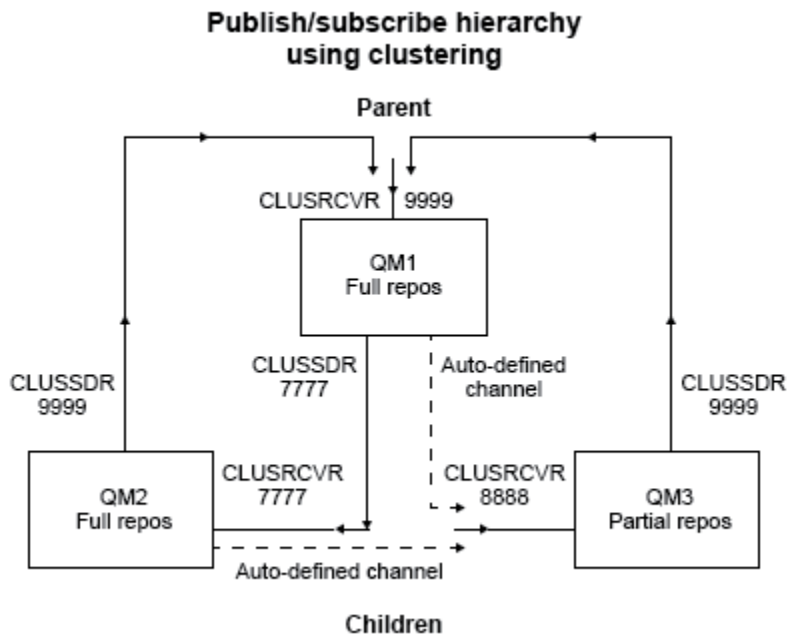 Publish/subscribe hierarchy
using clustering
Parent
CLUSRCVR 9999
QM1
Full repos
CLUSSDR
9999
CLUSSDR
7777
Auto-defined
channel
CLUSSDR
9999
CLUSRCVR
7777
CLUSRCVR
8888
QM2
Full repos
QM3
Partial repos
Auto-defined channel
Children